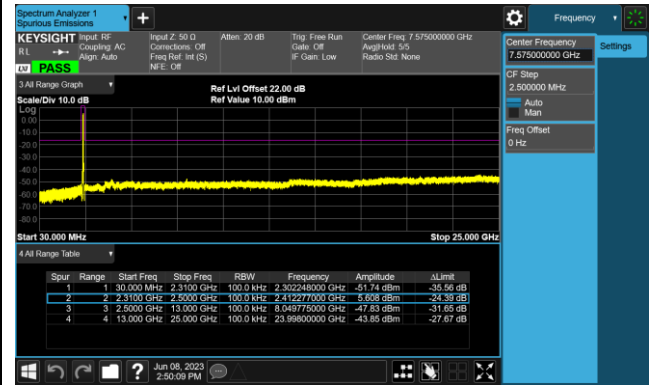 Spectrum Analyzer 1
Spurious Emissions
+
Frequency
KEYSIGHT Input: RF Input Z: 50 Ω Atten: 20 dB Trig: Free Run Center Freq: 7.575000000 GHz
RL Coupling: AC Corrections: Off Gate: Off Avg|Hold: 5/5
Align: Auto Freq Ref: Int (S) IF Gain: Low Radio Std: None
NFE: Off
LNI PASS
Center Frequency
7.575000000 GHz
Settings
CF Step
2.500000 MHz
Auto
Man
Freq Offset
0 Hz
3 All Range Graph
Ref Lvl Offset 22.00 dB
Scale/Div 10.0 dB Ref Value 10.00 dBm
Log
0.00
-10.0
-20.0
-30.0
-40.0
-50.0
-60.0
-70.0
-80.0
Start 30.000 MHz Stop 25.000 GHz
4 All Range Table
Spur Range Start Freq Stop Freq RBW Frequency Amplitude ΔLimit
1 1 30.000 MHz 2.3100 GHz 100.0 kHz 2.302248000 GHz -51.74 dBm -35.56 dB
2 2 2.3100 GHz 2.5000 GHz 100.0 kHz 2.412277000 GHz 5.608 dBm -24.39 dB
3 3 2.5000 GHz 13.000 GHz 100.0 kHz 8.049775000 GHz -47.83 dBm -31.65 dB
4 4 13.000 GHz 25.000 GHz 100.0 kHz 23.99800000 GHz -43.85 dBm -27.67 dB
?
Jun 08, 2023
2:50:09 PM